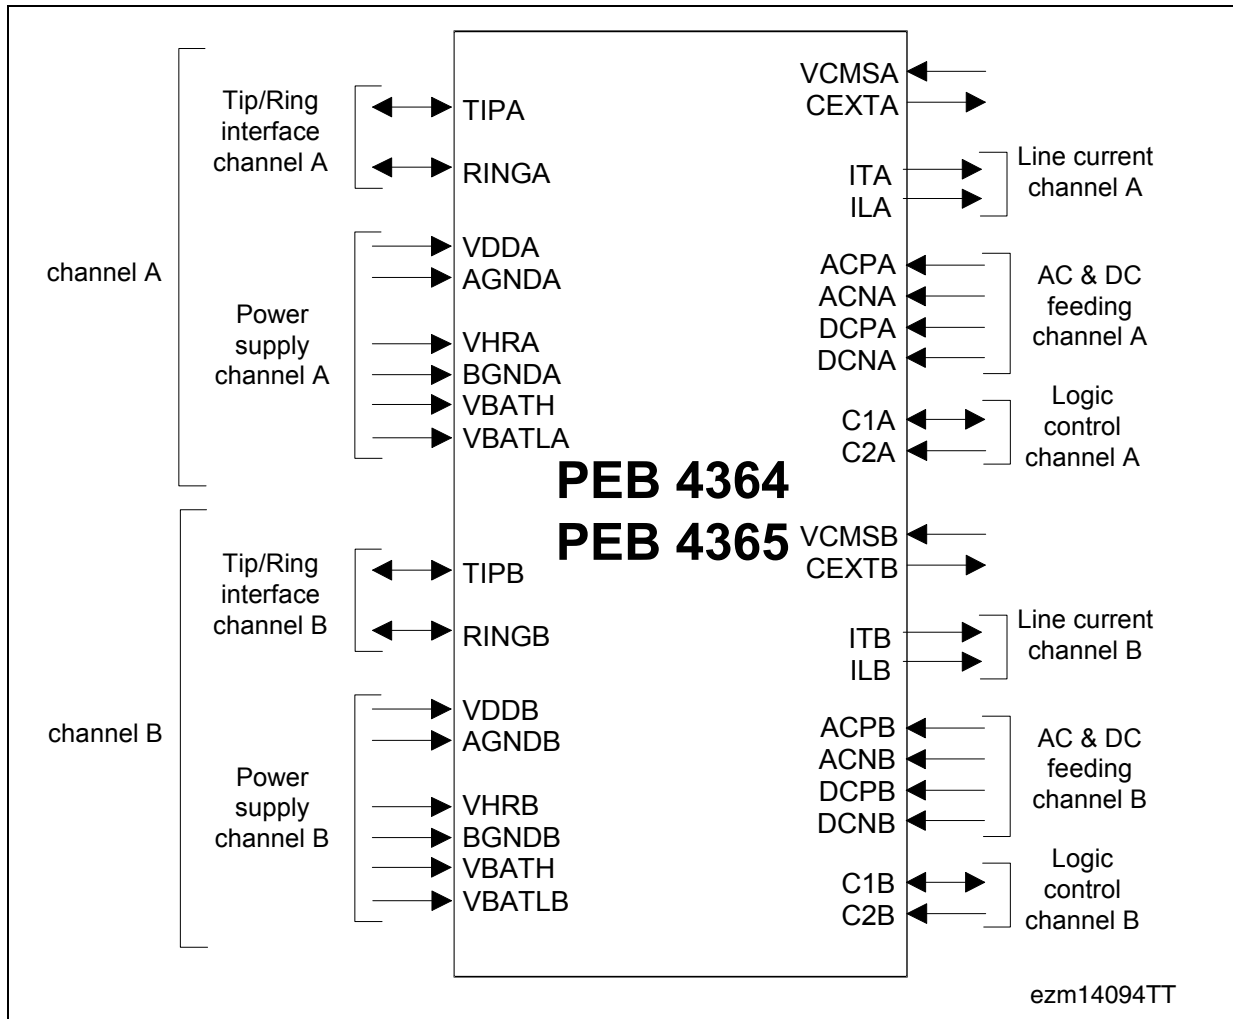 channel A
Tip/Ring
interface
channel A
TIPA
RINGA
Power
supply
channel A
VDDA
AGNDA
VHRA
BGNDA
VBATH
VBATLA
VCMSA
CEXTA
ITA
ILA
Line current
channel A
ACPA
ACNA
DCPA
DCNA
AC & DC
feeding
channel A
C1A
C2A
Logic
control
channel A
PEB 4364
PEB 4365
channel B
Tip/Ring
interface
channel B
TIPB
RINGB
Power
supply
channel B
VDDB
AGNDB
VHRB
BGNDB
VBATH
VBATLB
VCMSB
CEXTB
ITB
ILB
Line current
channel B
ACPB
ACNB
DCPB
DCNB
AC & DC
feeding
channel B
C1B
C2B
Logic
control
channel B
ezm14094TT